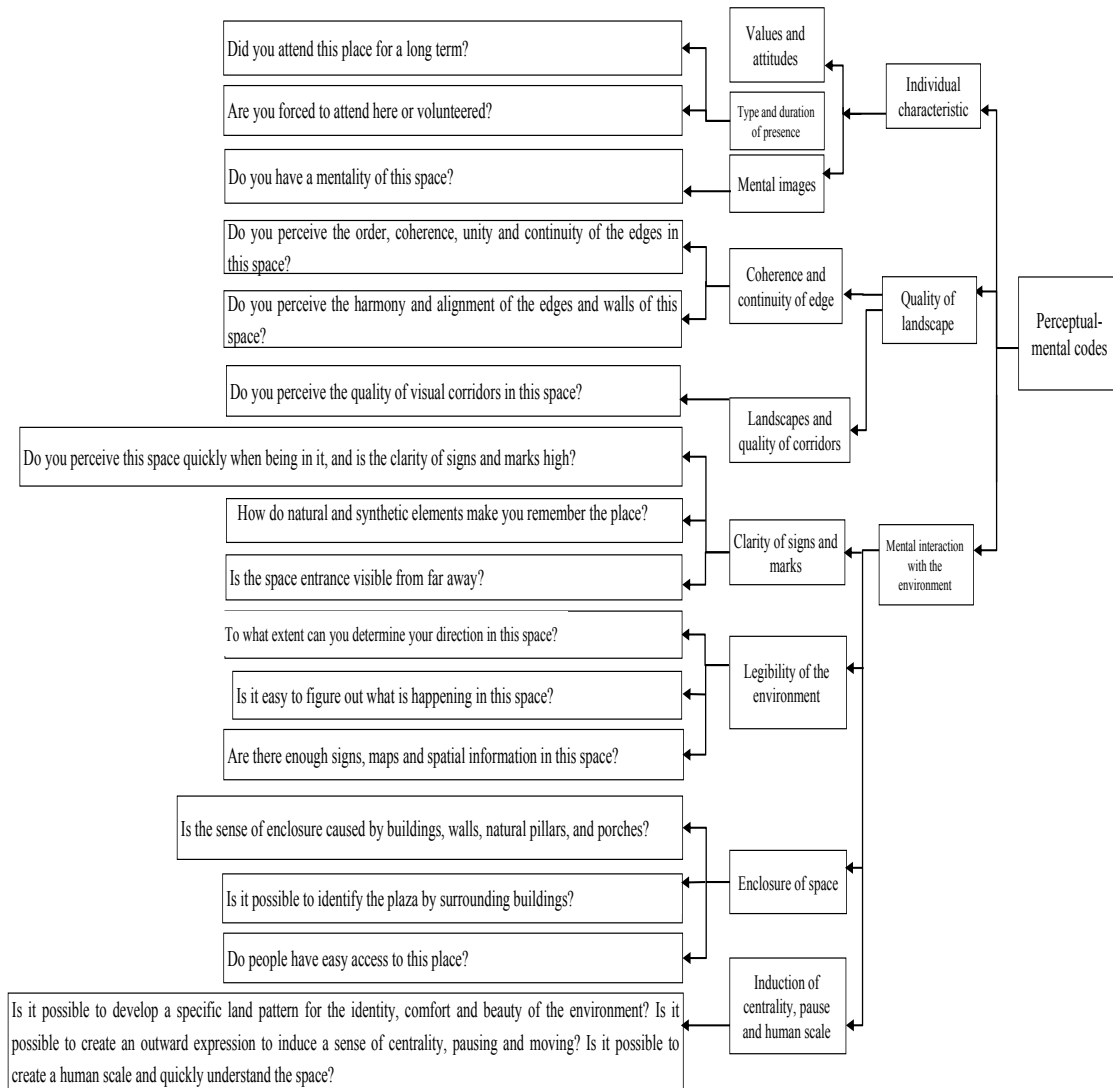 Did you attend this place for a long term?
Are you forced to attend here or volunteered?
Do you have a mentality of this space?
Do you perceive the order, coherence, unity and continuity of the edges in
this space?
Do you perceive the harmony and alignment of the edges and walls of this
space?
Do you perceive the quality of visual corridors in this space?
Do you perceive this space quickly when being in it, and is the clarity of signs and marks high?
How do natural and synthetic elements make you remember the place?
Is the space entrance visible from far away?
To what extent can you determine your direction in this space?
Is it easy to figure out what is happening in this space?
Are there enough signs, maps and spatial information in this space?
Is the sense of enclosure caused by buildings, walls, natural pillars, and porches?
Is it possible to identify the plaza by surrounding buildings?
Do people have easy access to this place?
Is it possible to develop a specific land pattern for the identity, comfort and beauty of the environment? Is it
possible to create an outward expression to induce a sense of centrality, pausing and moving? Is it possible to
create a human scale and quickly understand the space?
Values and
attitudes
Type and duration
of presence
Mental images
Coherence and
continuity of edge
Landscapes and
quality of corridors
Clarity of signs and
marks
Legibility of the
environment
Enclosure of space
Induction of
centrality, pause
and human scale
Individual
characteristic
Quality of
landscape
Mental interaction
with the
environment
Perceptual-
mental codes